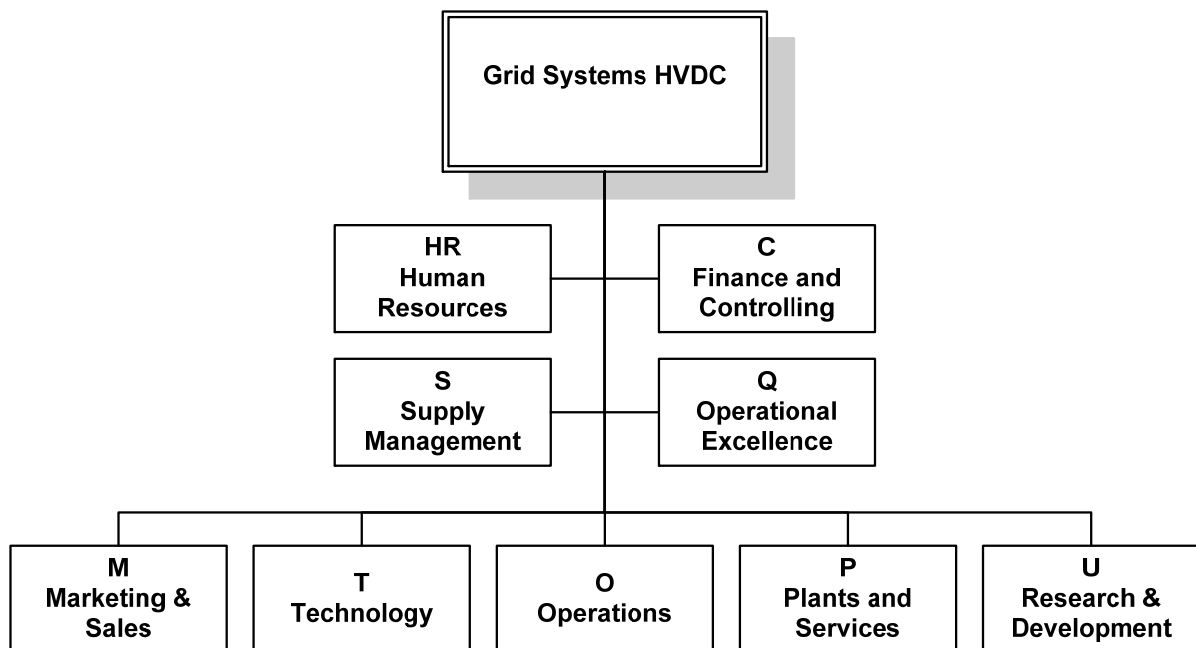 Grid Systems HVDC
HR
Human
Resources
C
Finance and
Controlling
S
Supply
Management
Q
Operational
Excellence
M
Marketing &
Sales
T
Technology
O
Operations
P
Plants and
Services
U
Research &
Development